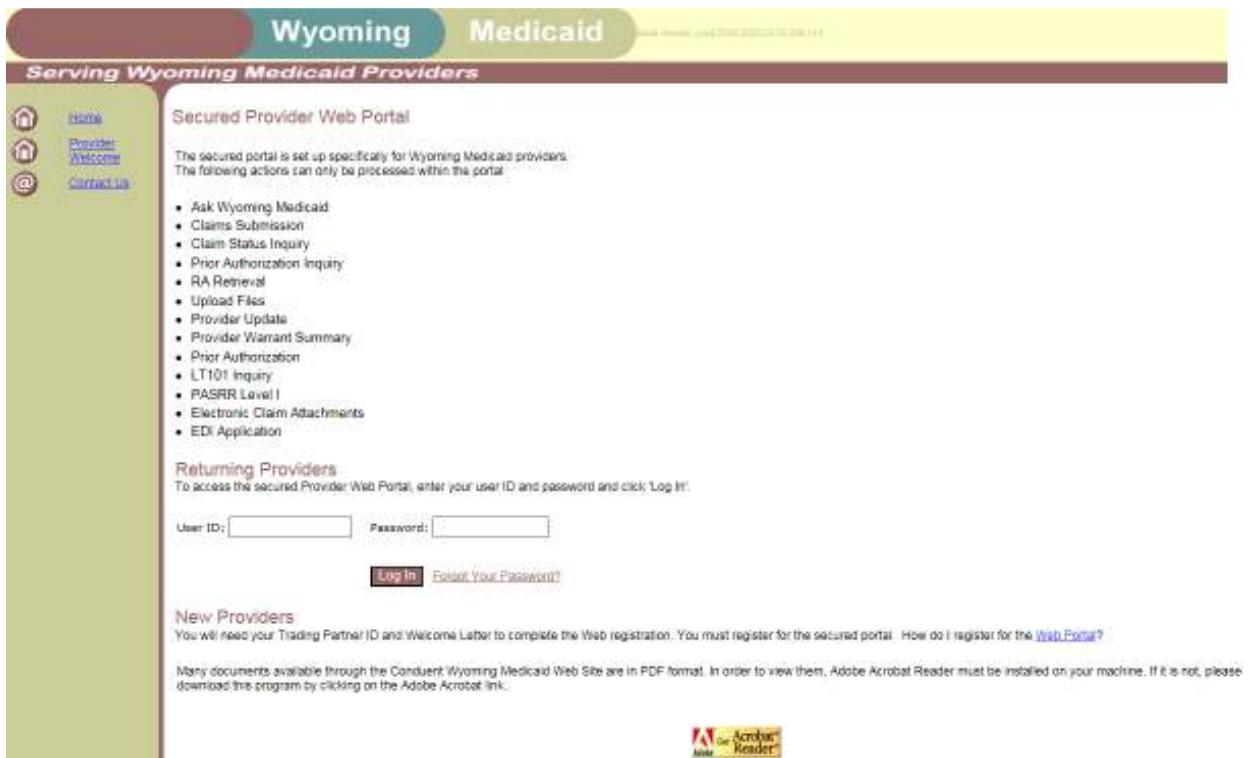 Wyoming Medicaid
Serving Wyoming Medicaid Providers
Home
Provider
Welcome
Contact Us
Secured Provider Web Portal
The secured portal is set up specifically for Wyoming Medicaid providers.
The following actions can only be processed within the portal
• Ask Wyoming Medicaid
• Claims Submission
• Claim Status Inquiry
• Prior Authorization Inquiry
• RA Retrieval
• Upload Files
• Provider Update
• Provider Warrant Summary
• Prior Authorization
• LT101 Inquiry
• PASRR Level I
• Electronic Claim Attachments
• EDI Application
Returning Providers
To access the secured Provider Web Portal, enter your user ID and password and click 'Log In'.
User ID: Password:
Log In Forgot Your Password?
New Providers
You will need your Trading Partner ID and Welcome Letter to complete the Web registration. You must register for the secured portal. How do I register for the Web Portal?
Many documents available through the Conduent Wyoming Medicaid Web Site are in PDF format. In order to view them, Adobe Acrobat Reader must be installed on your machine. If it is not, please
download this program by clicking on the Adobe Acrobat link.
Adobe Get Acrobat Reader